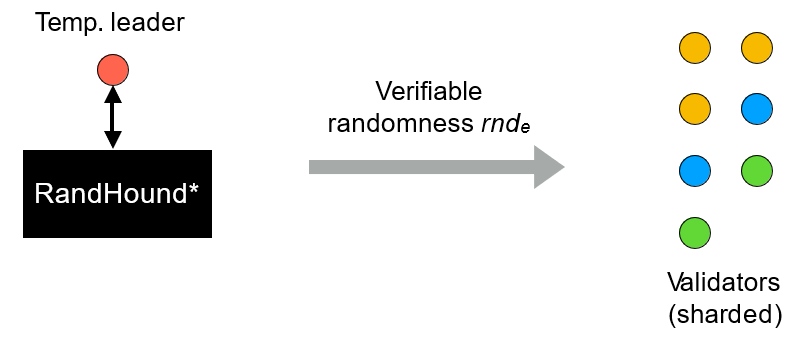 Temp. leader
RandHound*
Verifiable
randomness rndₑ
Validators
(sharded)